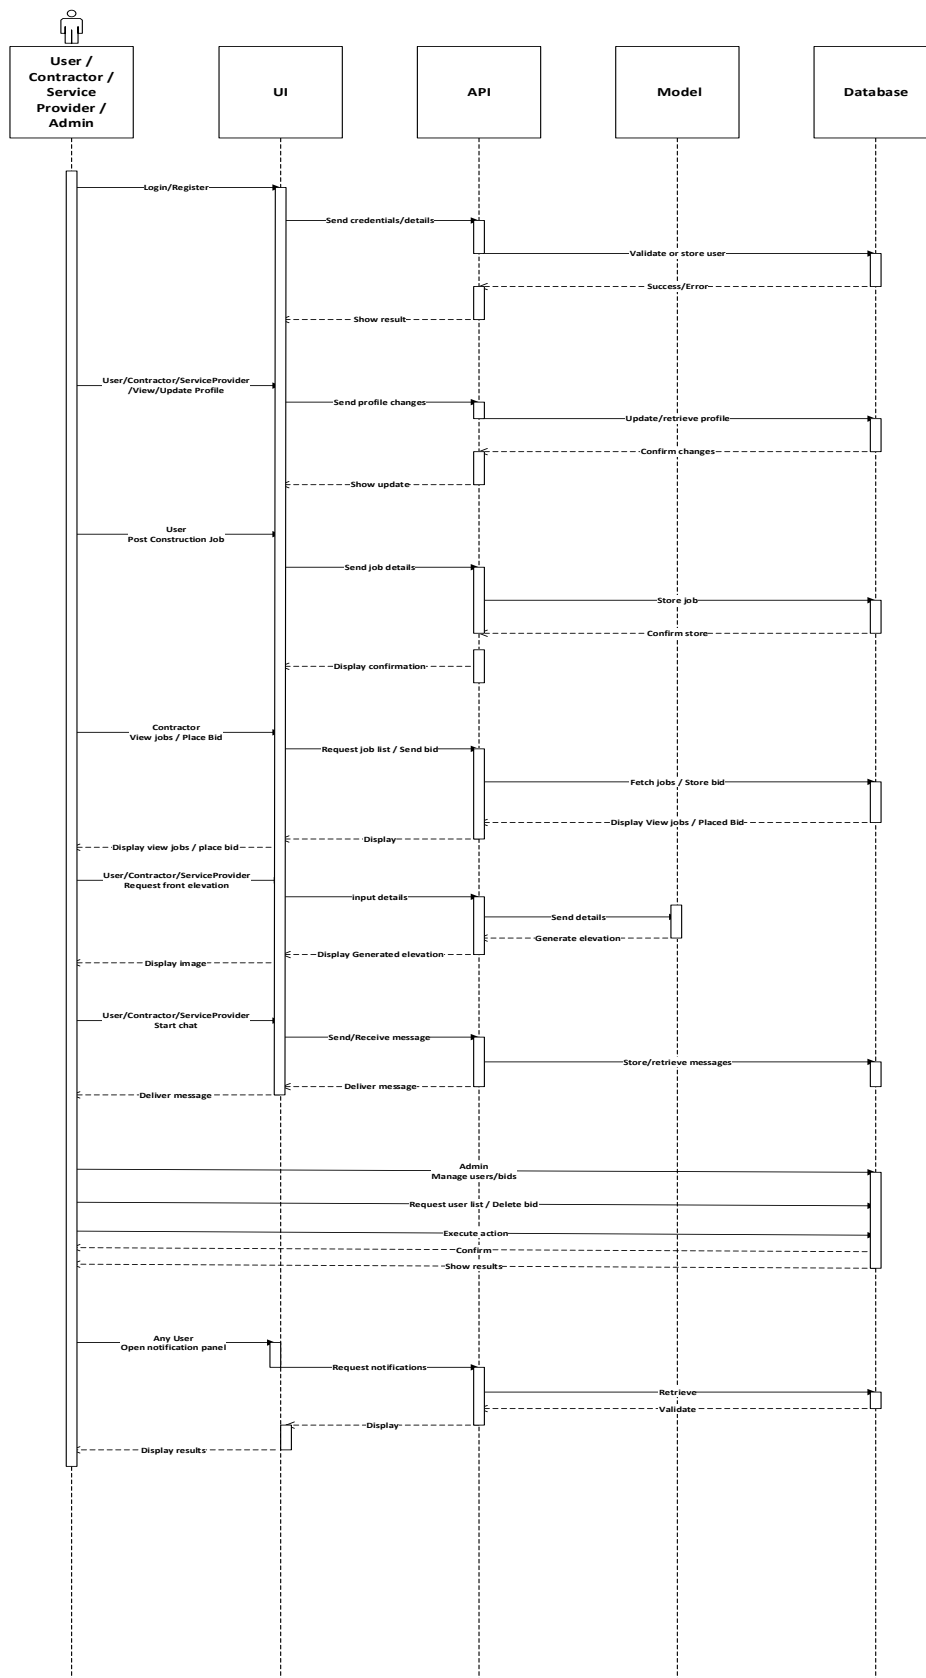 User /
Contractor /
Service
Provider /
Admin
UI
API
Model
Database
Login/Register
Send credentials/details
Validate or store user
Success/Error
Show result
User/Contractor/ServiceProvider
/View/Update Profile
Send profile changes
Update/retrieve profile
Confirm changes
Show update
User
Post Construction Job
Send job details
Store job
Confirm store
Display confirmation
Contractor
View jobs / Place Bid
Request job list / Send bid
Fetch jobs / Store bid
Display View jobs / Placed Bid
Display
Display view jobs / place bid
User/Contractor/ServiceProvider
Request front elevation
input details
Send details
Generate elevation
Display Generated elevation
Display image
User/Contractor/ServiceProvider
Start chat
Send/Receive message
Store/retrieve messages
Deliver message
Deliver message
Admin
Manage users/bids
Request user list / Delete bid
Execute action
Confirm
Show results
Any User
Open notification panel
Request notifications
Retrieve
Validate
Display
Display results